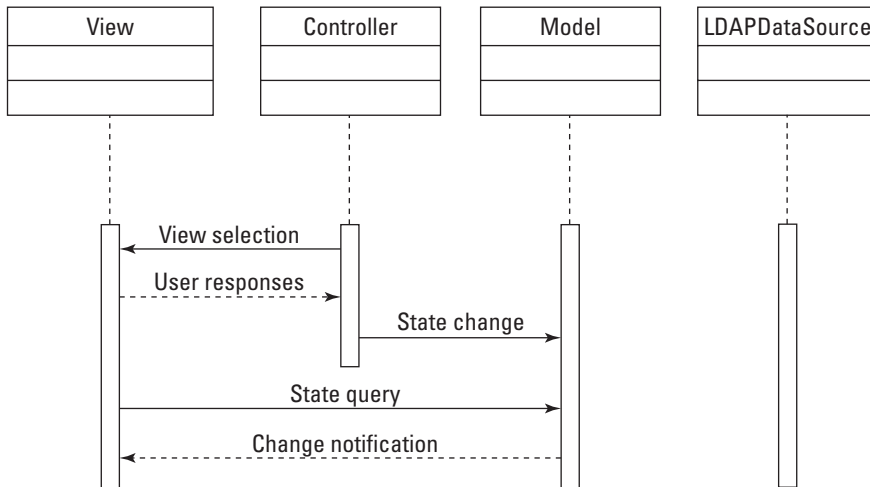 View
Controller
Model
LDAPDataSource
View selection
User responses
State change
State query
Change notification